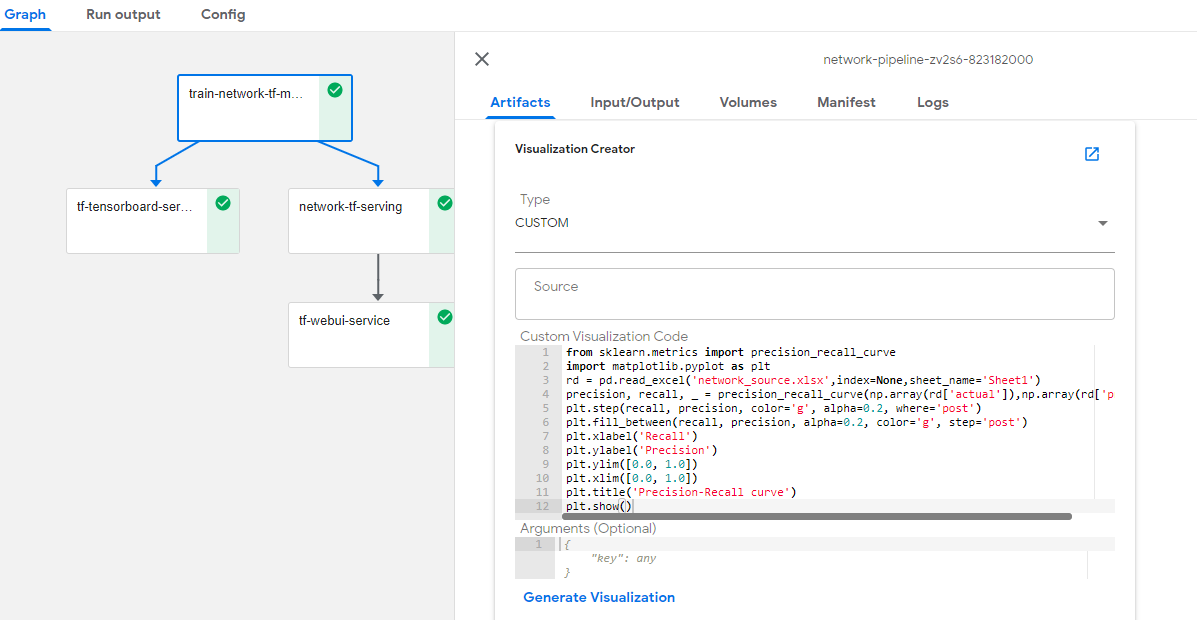 Graph Run output Config
train-network-tf-m...
tf-tensorboard-ser...
network-tf-serving
tf-webui-service
network-pipeline-zv2s6-823182000
Artifacts Input/Output Volumes Manifest Logs
Visualization Creator
Type
CUSTOM
Source
Custom Visualization Code
1 from sklearn.metrics import precision_recall_curve
2 import matplotlib.pyplot as plt
3 rd = pd.read_excel('network_source.xlsx',index=None,sheet_name='Sheet1')
4 precision, recall, _ = precision_recall_curve(np.array(rd['actual']),np.array(rd['p
5 plt.step(recall, precision, color='g', alpha=0.2, where='post')
6 plt.fill_between(recall, precision, alpha=0.2, color='g', step='post')
7 plt.xlabel('Recall')
8 plt.ylabel('Precision')
9 plt.ylim([0.0, 1.0])
10 plt.xlim([0.0, 1.0])
11 plt.title('Precision-Recall curve')
12 plt.show()
Arguments (Optional)
1 {
"key": any
}
Generate Visualization